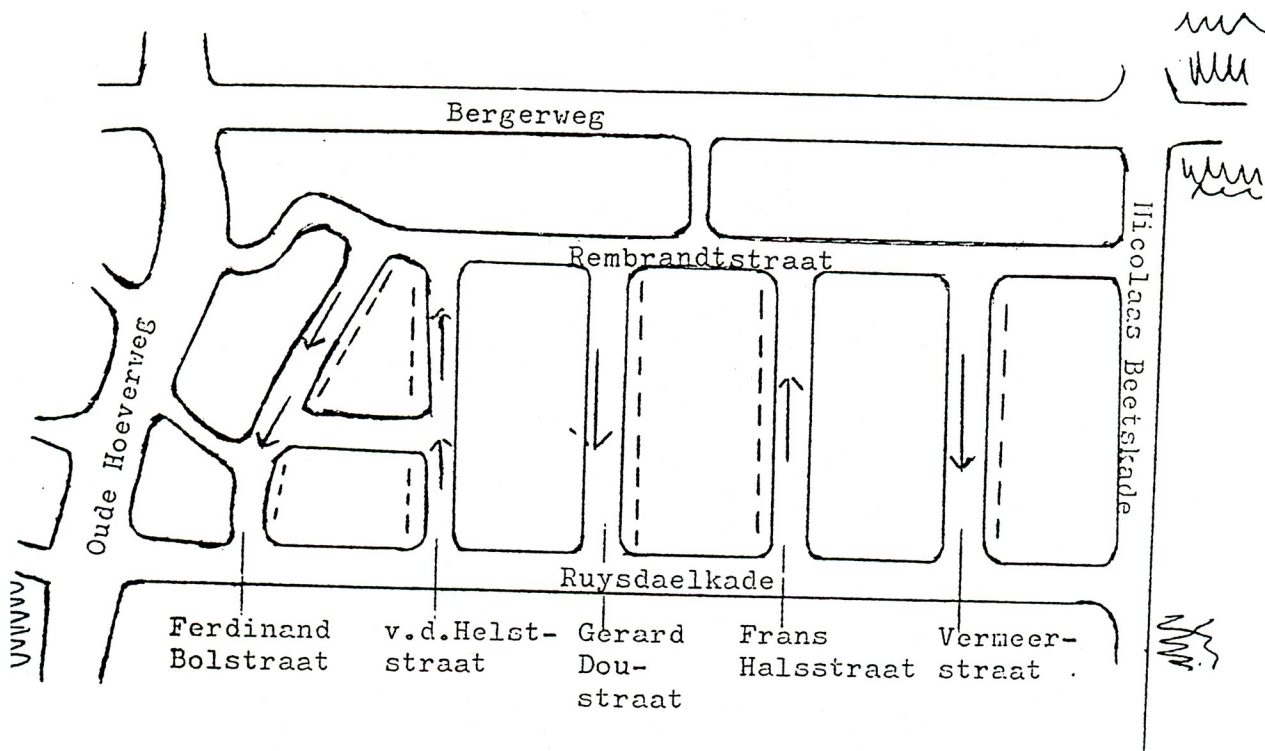 Bergerweg
Rembrandtstraat
Nicolaas Beetskade
Oude Hoeverweg
Ruysdaelkade
Ferdinand
Bolstraat
v.d.Helst-
straat
Gerard
Dou-
straat
Frans
Halsstraat
Vermeer-
straat